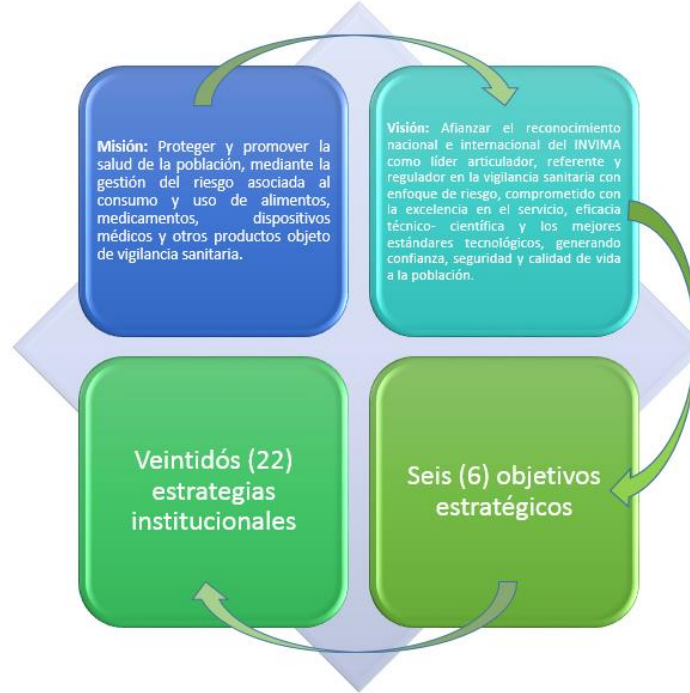 Misión: Proteger y promover la
salud de la población, mediante la
gestión del riesgo asociada al
consumo y uso de alimentos,
medicamentos, dispositivos
médicos y otros productos objeto
de vigilancia sanitaria.
Visión: Afianzar el reconocimiento
nacional e internacional del INVIMA
como líder articulador, referente y
regulador en la vigilancia sanitaria con
enfoque de riesgo, comprometido con
la excelencia en el servicio, eficacia
técnico- científica y los mejores
estándares tecnológicos, generando
confianza, seguridad y calidad de vida
a la población.
Veintidós (22)
estrategias
institucionales
Seis (6) objetivos
estratégicos